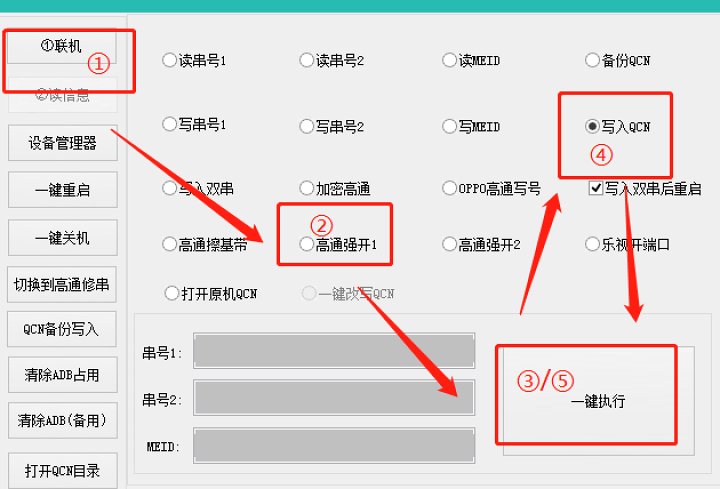 ①联机
①
②读信息
设备管理器
一键重启
一键关机
切换到高通修串
QCN备份写入
清除ADB占用
清除ADB(备用)
打开QCN目录
读串号1
读串号2
读MEID
备份QCN
写串号1
写串号2
写MEID
写入QCN
④
写入双串
加密高通
OPPO高通写号
写入双串后重启
②
高通擦基带
高通强开1
高通强开2
乐视开端口
打开原机QCN
一键改写QCN
串号1:
串号2:
MEID:
③/⑤
一键执行